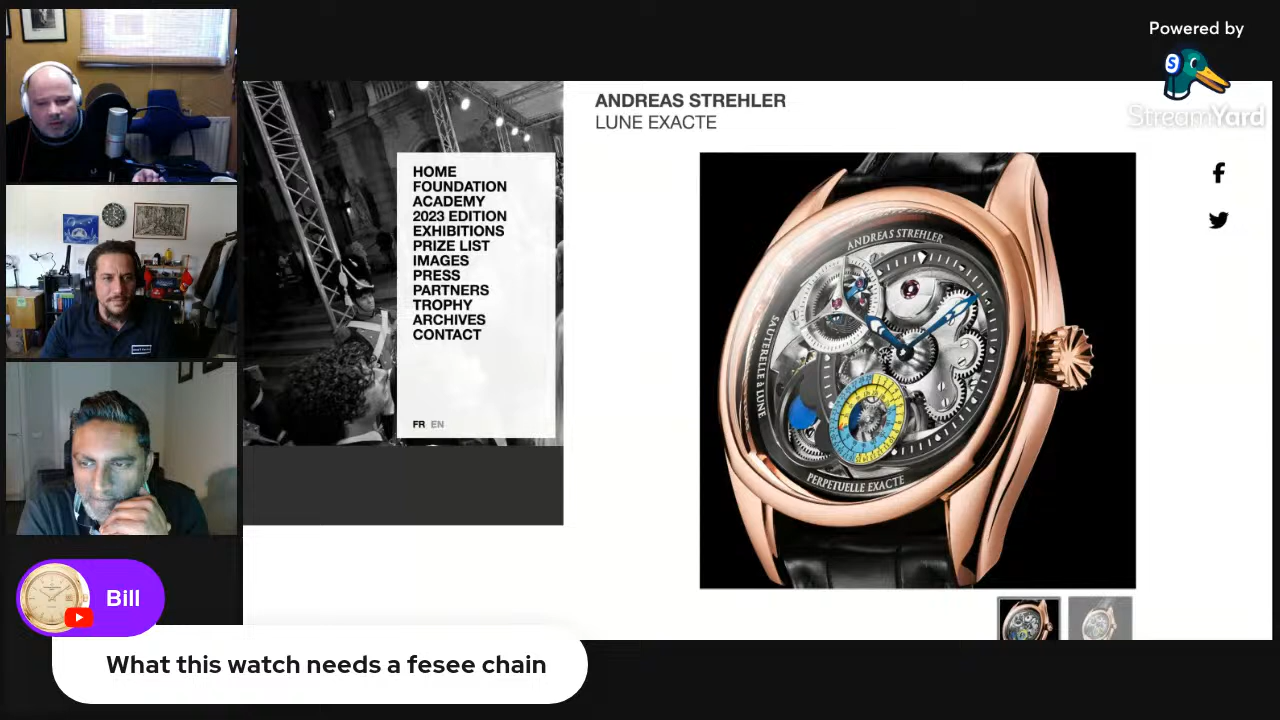 Powered by
StreamYard
ANDREAS STREHLER
LUNE EXACTE
HOME
FOUNDATION
ACADEMY
2023 EDITION
EXHIBITIONS
PRIZE LIST
IMAGES
PRESS
PARTNERS
TROPHY
ARCHIVES
CONTACT
FR EN
ANDREAS STREHLER
SAUTERELLE à LUNE
PERPETUELLE EXACTE
Bill
What this watch needs a fesee chain